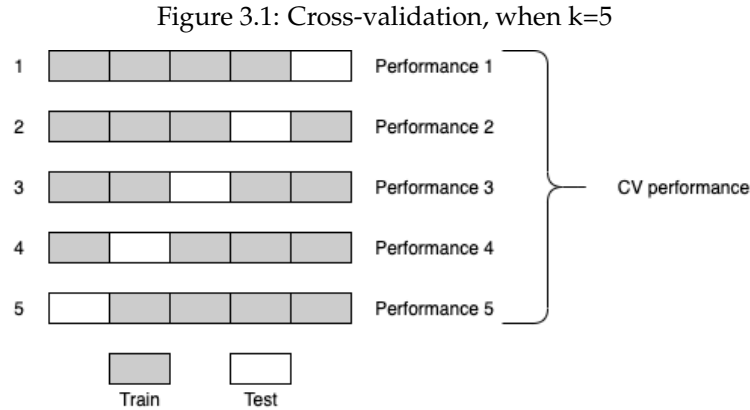 Figure 3.1: Cross-validation, when k=5
1 Performance 1
2 Performance 2
3 Performance 3 CV performance
4 Performance 4
5 Performance 5
Train Test